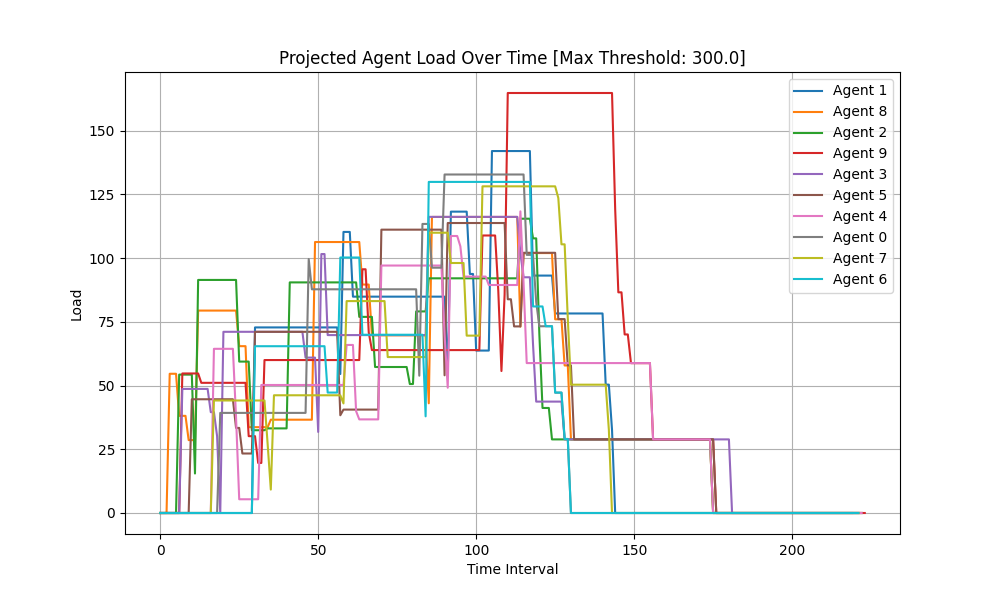 Projected Agent Load Over Time [Max Threshold: 300.0]
Load
150
125
100
75
50
25
0
0
50
100
150
200
Time Interval
Agent 1
Agent 8
Agent 2
Agent 9
Agent 3
Agent 5
Agent 4
Agent 0
Agent 7
Agent 6